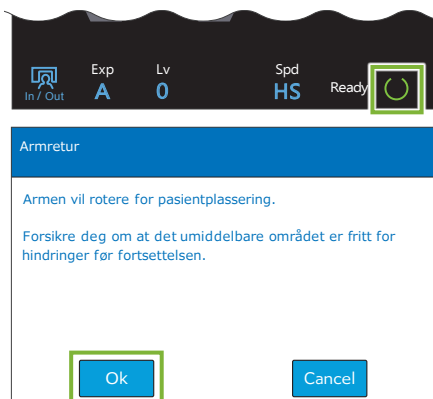 Exp Lv Spd
In / Out A 0 HS Ready
Armretur
Armen vil rotere for pasientplassering.
Forsikre deg om at det umiddelbare området er fritt for
hindringer før fortsettelsen.
Ok Cancel